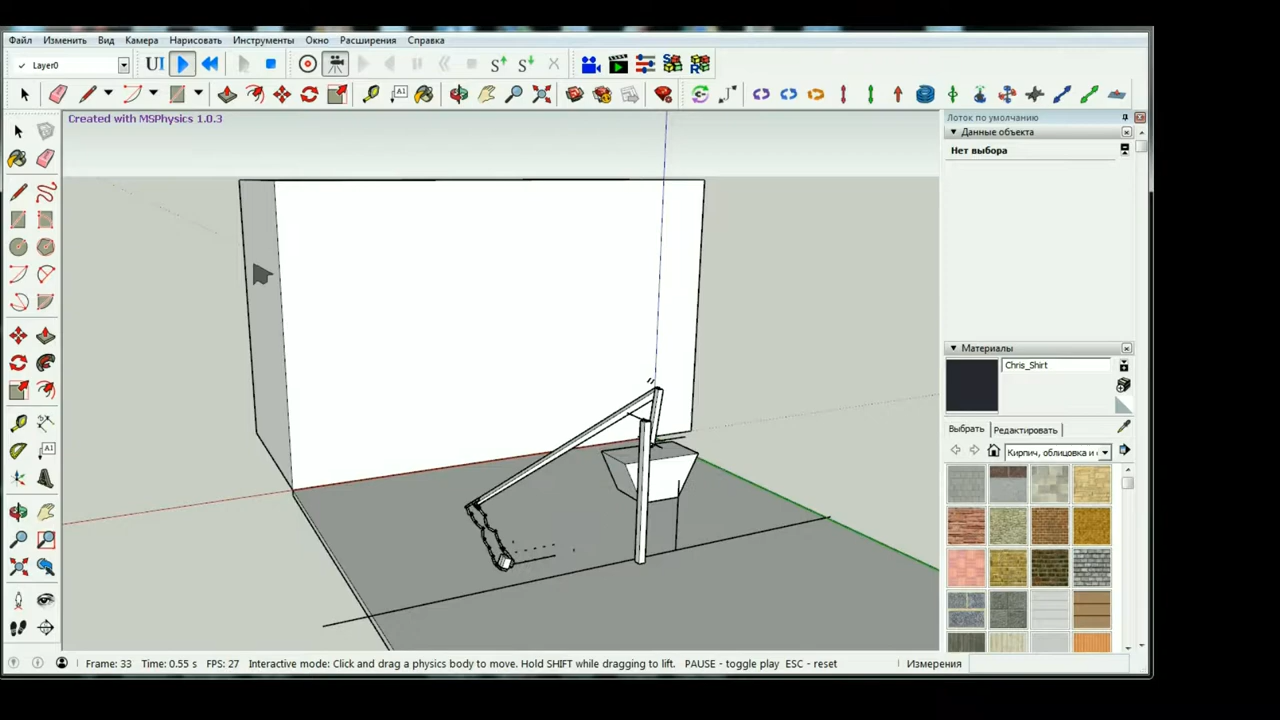 Файл Изменить Вид Камера Нарисовать Инструменты Окно Расширения Справка
Layer0 UI
A1
Created with MSPhysics 1.0.3
A1
Лоток по умолчанию
Данные объекта
Нет выбора
Материалы
Chris_Shirt
Выбрать Редактировать
Кирпич, облицовка и
Frame: 33 Time: 0.55 s FPS: 27 Interactive mode: Click and drag a physics body to move. Hold SHIFT while dragging to lift. PAUSE - toggle play ESC - reset Измерения